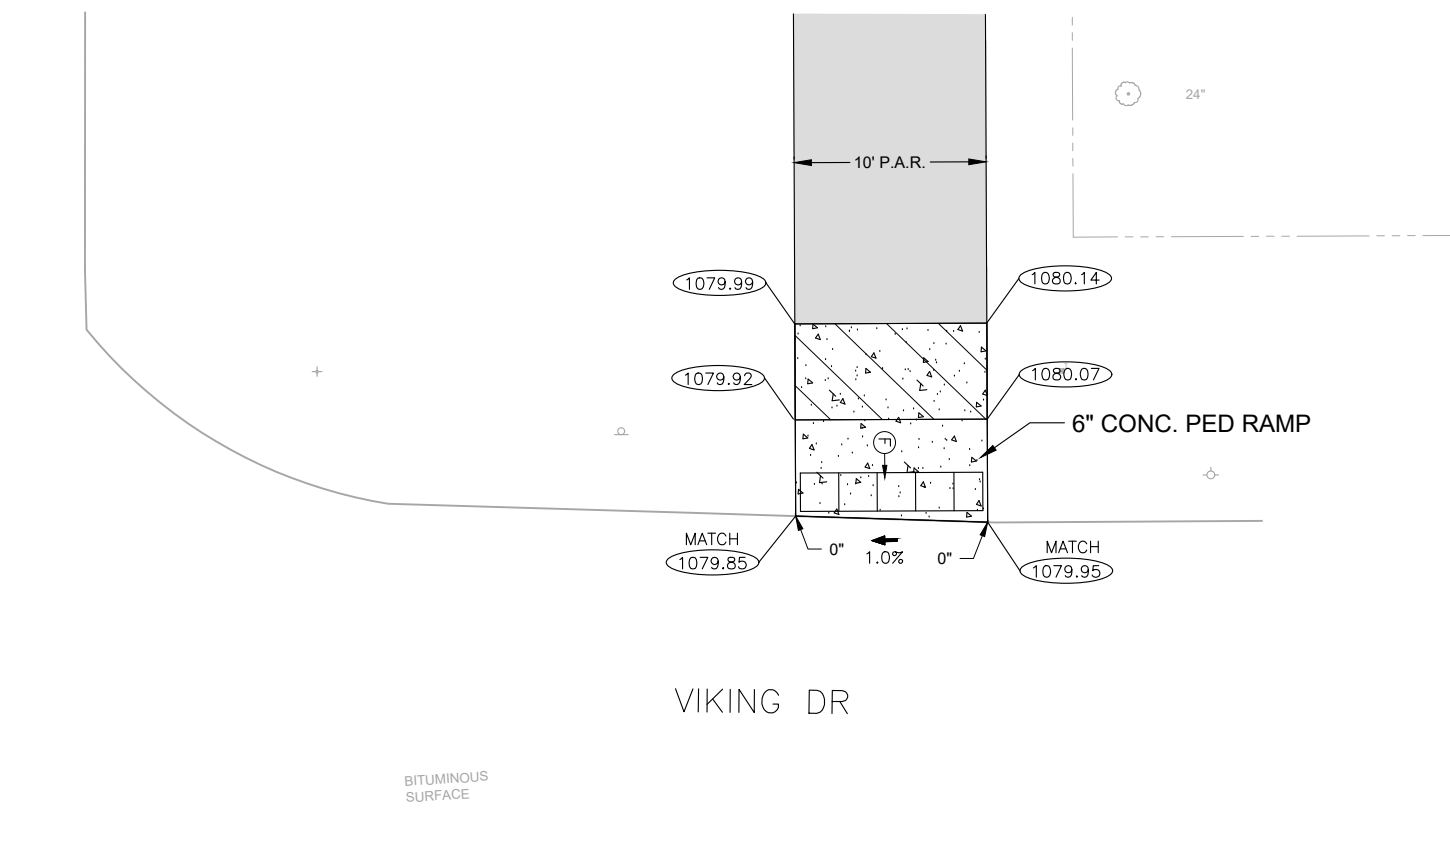 24"
10' P.A.R.
1079.99
1080.14
1079.92
1080.07
6" CONC. PED RAMP
F
MATCH
1079.85
0"
1.0%
0"
MATCH
1079.95
VIKING DR
BITUMINOUS
SURFACE